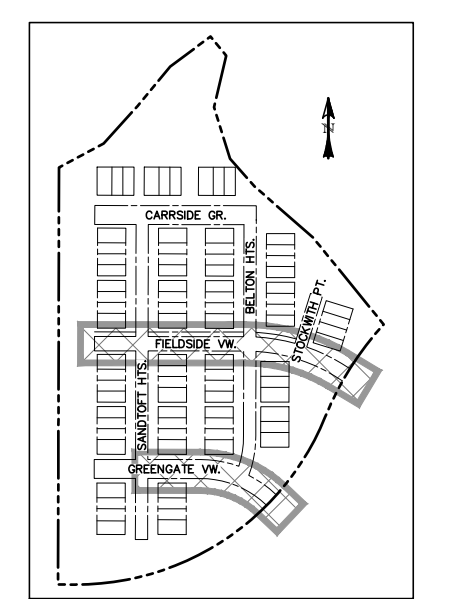 CARRSIDE GR.
BELTON HTS.
STOCKWITH PT.
FIELDSIDE VW.
SANDTOFT HTS.
GREENGATE VW.